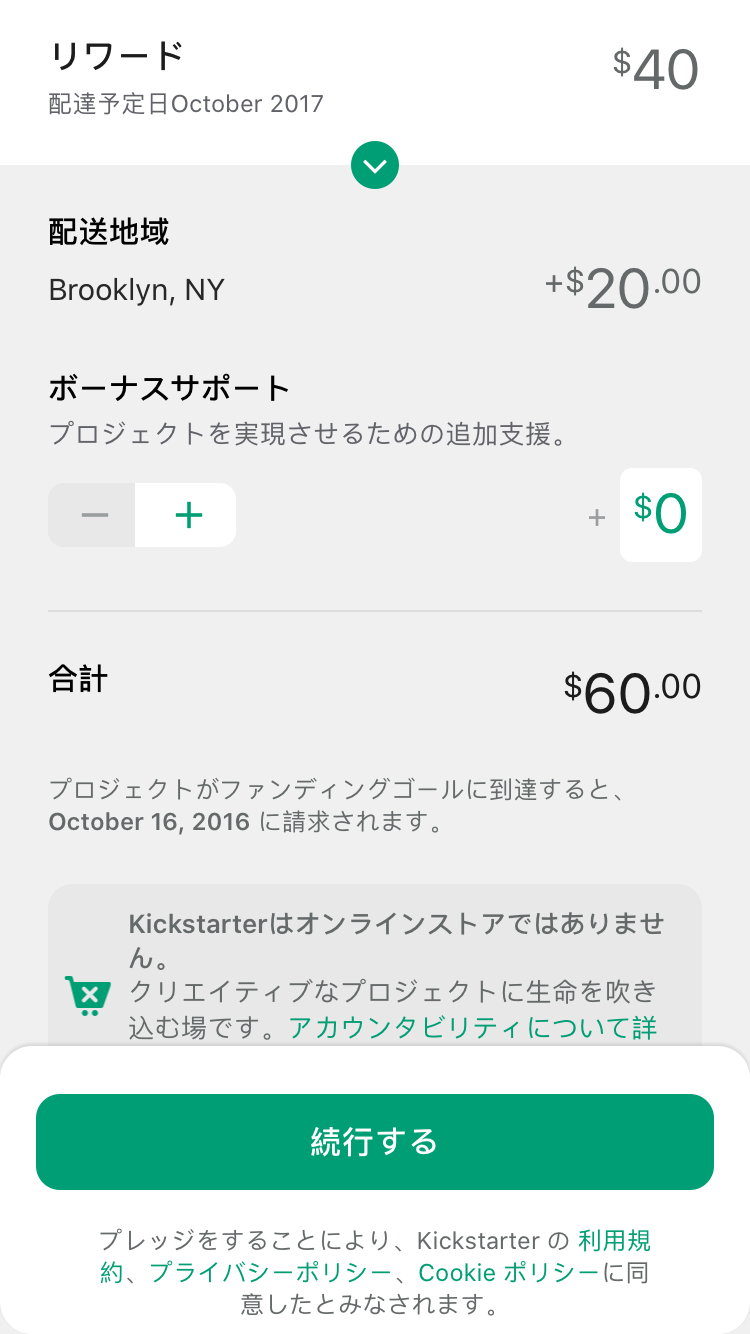 リワード
$40
配達予定日October 2017
配送地域
Brooklyn, NY
+$20.00
ボーナスサポート
プロジェクトを実現させるための追加支援。
− +
+ $0
合計
$60.00
プロジェクトがファンディングゴールに到達すると、
October 16, 2016 に請求されます。
Kickstarterはオンラインストアではありませ
ん。
クリエイティブなプロジェクトに生命を吹き
込む場です。アカウンタビリティについて詳
続行する
プレッジをすることにより、Kickstarter の 利用規
約、プライバシーポリシー、Cookie ポリシーに同
意したとみなされます。